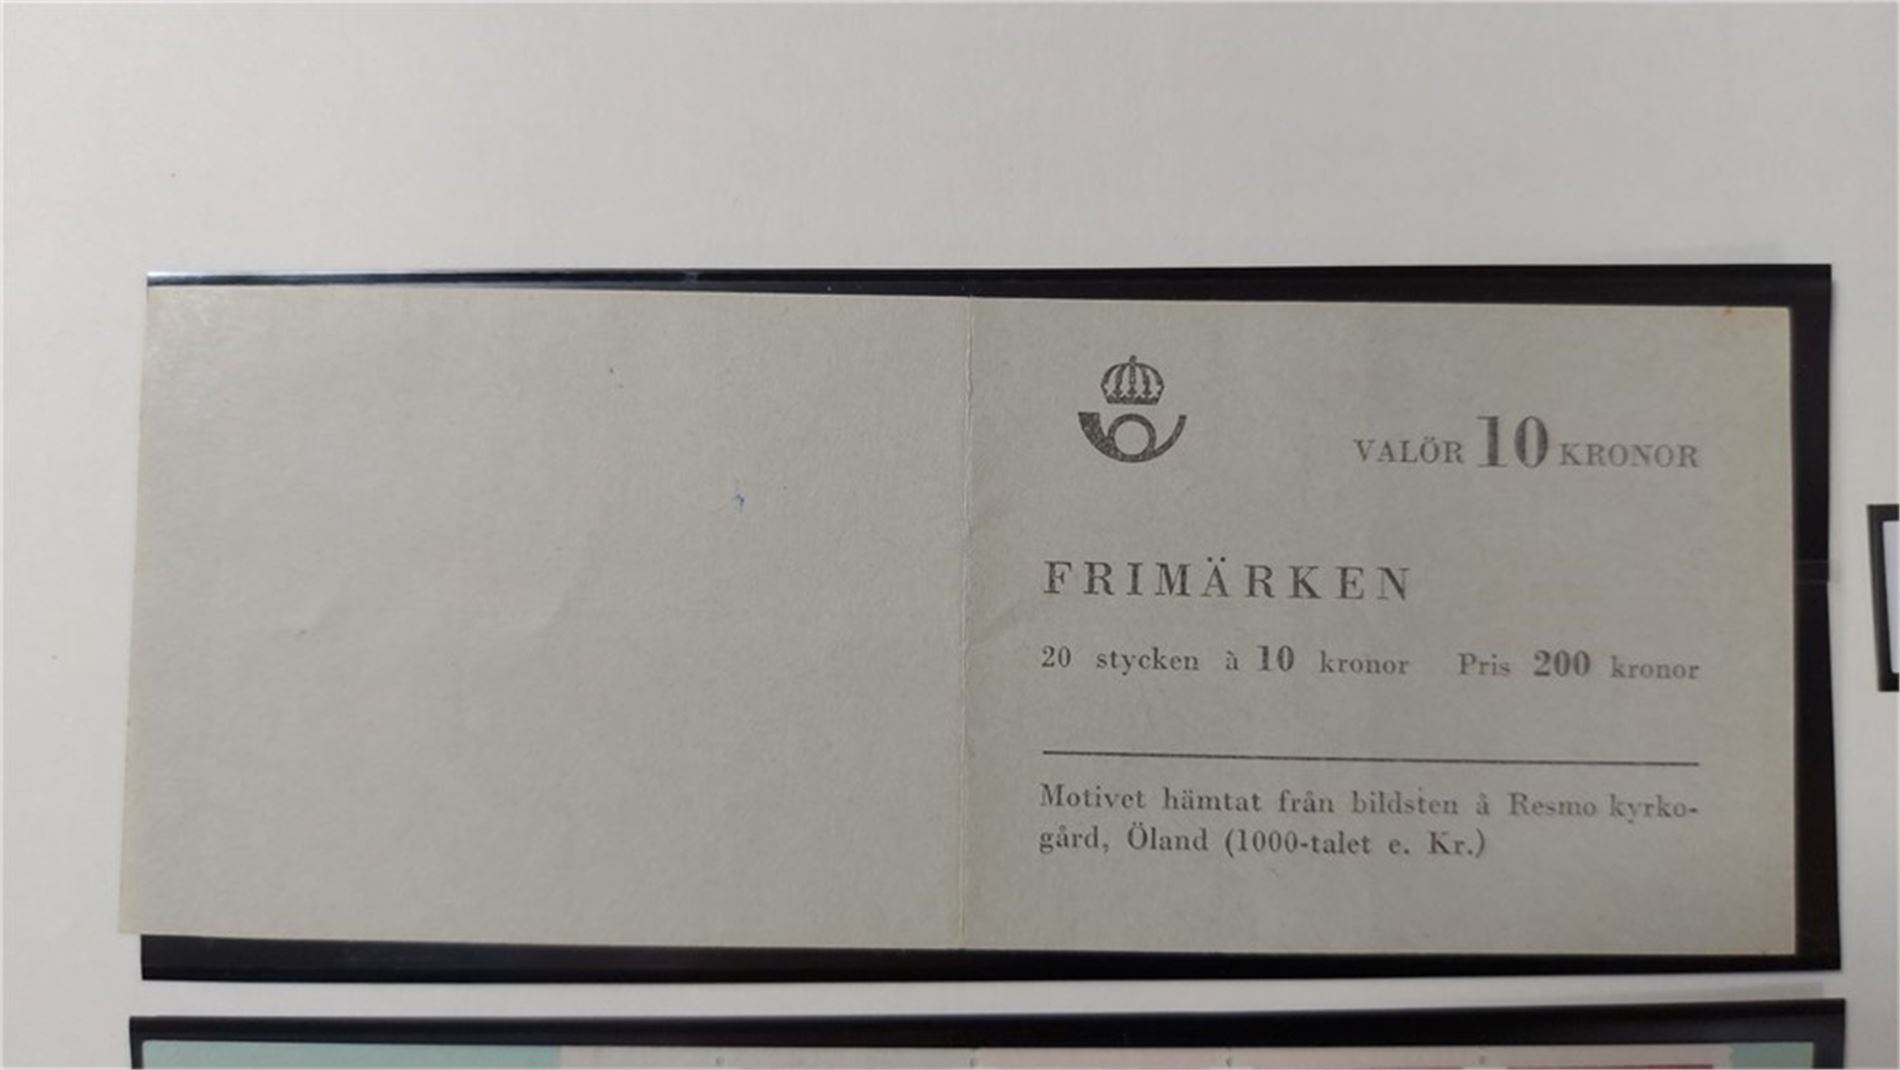 VALÖR 10 KRONOR
FRIMÄRKEN
20 stycken à 10 kronor Pris 200 kronor
Motivet hämtat från bildsten å Resmo kyrko-
gård, Öland (1000-talet e. Kr.)